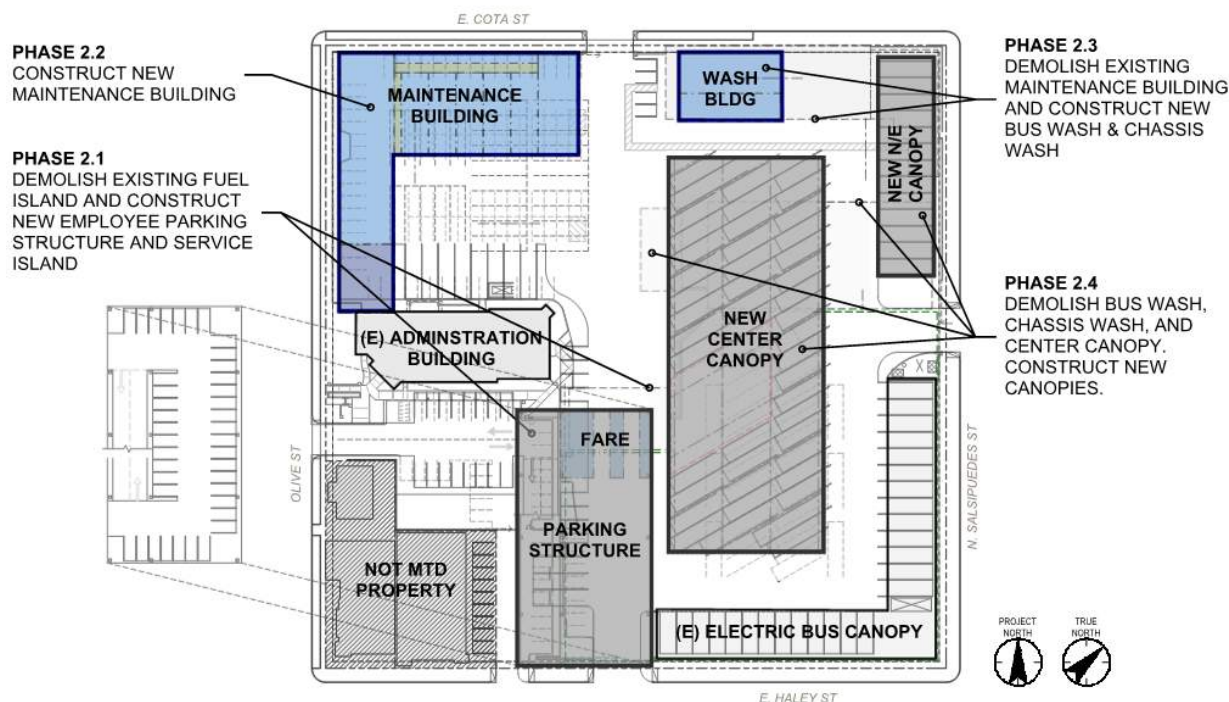 E. COTA ST
PHASE 2.2
CONSTRUCT NEW
MAINTENANCE BUILDING
PHASE 2.1
DEMOLISH EXISTING FUEL
ISLAND AND CONSTRUCT
NEW EMPLOYEE PARKING
STRUCTURE AND SERVICE
ISLAND
MAINTENANCE
BUILDING
WASH
BLDG
NEW N/E
CANOPY
PHASE 2.3
DEMOLISH EXISTING
MAINTENANCE BUILDING
AND CONSTRUCT NEW
BUS WASH & CHASSIS
WASH
PHASE 2.4
DEMOLISH BUS WASH,
CHASSIS WASH, AND
CENTER CANOPY.
CONSTRUCT NEW
CANOPIES.
(E) ADMINSTRATION
BUILDING
NEW
CENTER
CANOPY
OLIVE ST
FARE
PARKING
STRUCTURE
NOT MTD
PROPERTY
(E) ELECTRIC BUS CANOPY
N. SALSIPUEDES ST
PROJECT
NORTH
TRUE
NORTH
E. HALEY ST